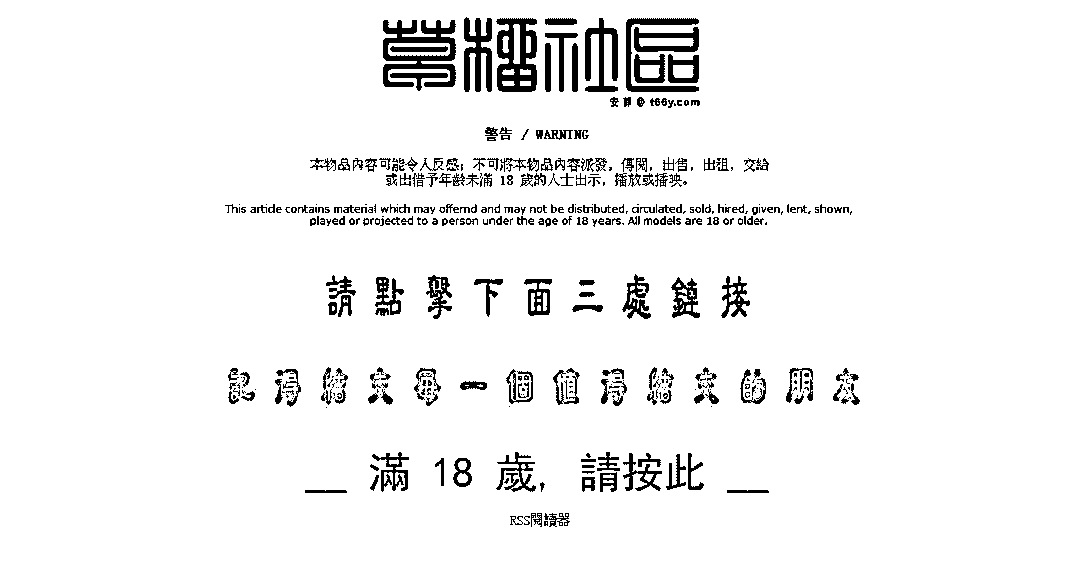 草榴社區
安靜 @ t66y.com
警告 / WARNING
本物品內容可能令人反感；不可將本物品內容派發，傳閱，出售，出租，交給
或出借予年齡未滿 18 歲的人士出示，播放或播映。
This article contains material which may offernd and may not be distributed, circulated, sold, hired, given, lent, shown,
played or projected to a person under the age of 18 years. All models are 18 or older.
請點擊下面三處鏈接
記得結交每一個值得結交的朋友
__ 滿 18 歲, 請按此 __
RSS閱讀器